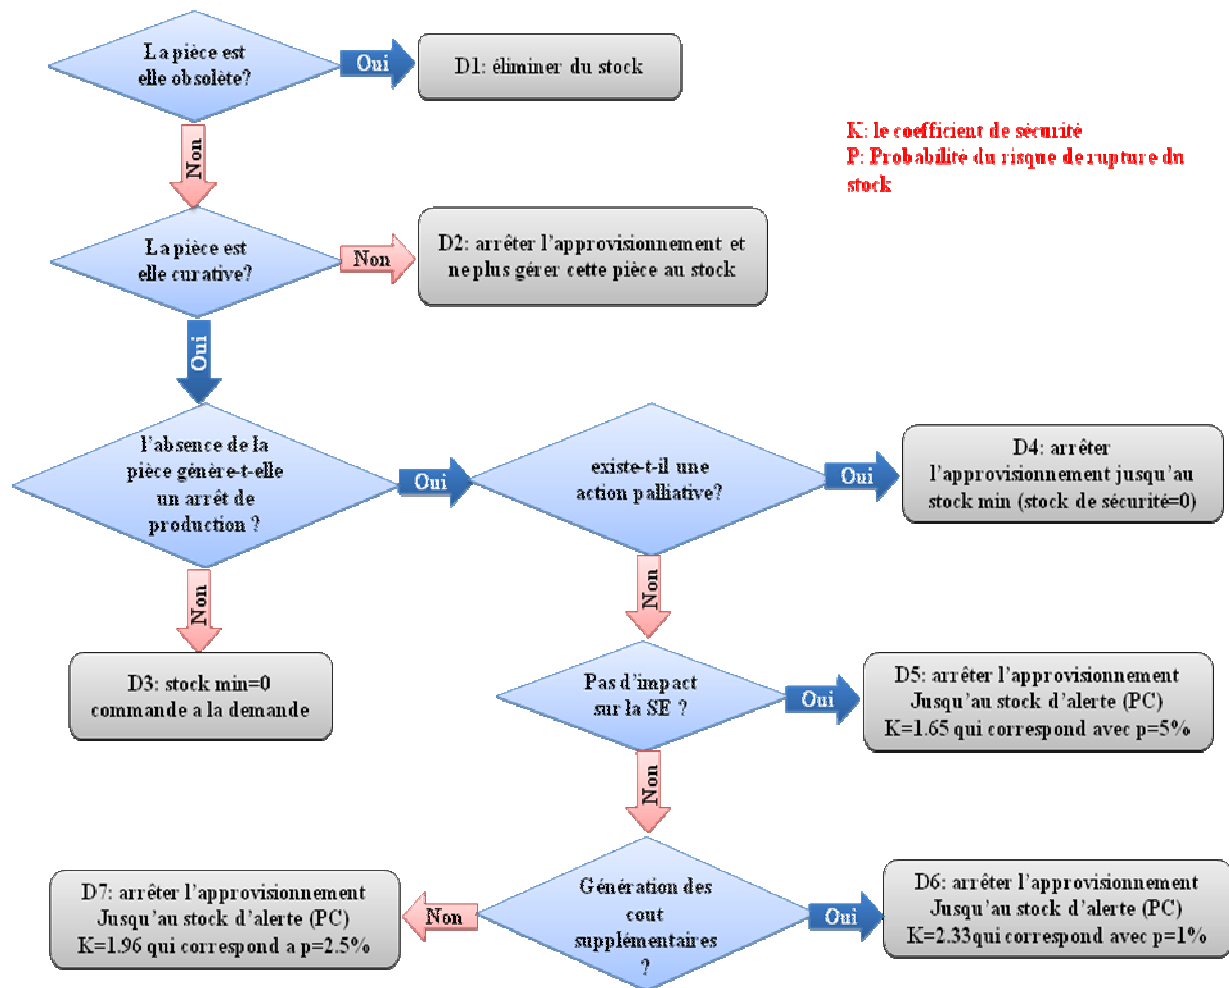 La pièce est
elle obsolète?
Oui
D1: éliminer du stock
K: le coefficient de sécurité
P: Probabilité du risque de rupture du
stock
Non
La pièce est
elle curative?
Non
D2: arrêter l'approvisionnement et
ne plus gérer cette pièce au stock
Oui
l'absence de la
pièce génère-t-elle
un arrêt de
production ?
Oui
existe-t-il une
action palliative?
Oui
D4: arrêter
l'approvisionnement jusqu'au
stock min (stock de sécurité=0)
Non
Non
D3: stock min=0
commande a la demande
Pas d'impact
sur la SE ?
Oui
D5: arrêter l'approvisionnement
Jusqu'au stock d'alerte (PC)
K=1.65 qui correspond avec p=5%
Non
D7: arrêter l'approvisionnement
Jusqu'au stock d'alerte (PC)
K=1.96 qui correspond a p=2.5%
Non
Génération des
cout
supplémentaires
?
Oui
D6: arrêter l'approvisionnement
Jusqu'au stock d'alerte (PC)
K=2.33qui correspond avec p=1%